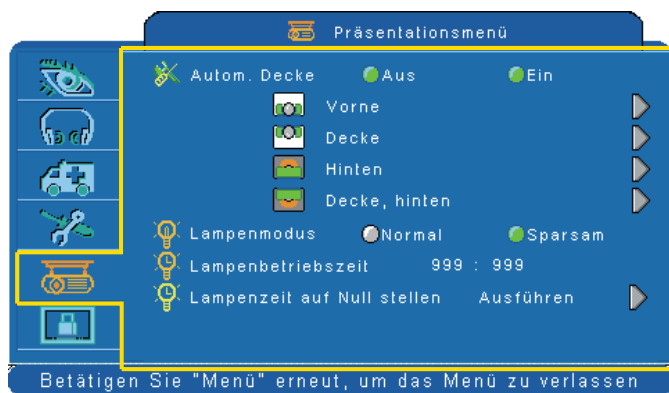 Präsentationsmenü
Autom. Decke Aus Ein
Vorne
Decke
Hinten
Decke, hinten
Lampenmodus Normal Sparsam
Lampenbetriebszeit 999 : 999
Lampenzeit auf Null stellen Ausführen
Betätigen Sie "Menü" erneut, um das Menü zu verlassen